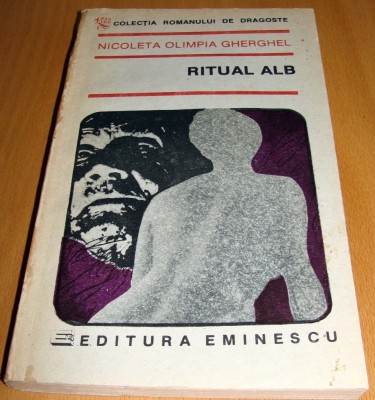 COLECȚIA ROMANULUI DE DRAGOSTE
NICOLETA OLIMPIA GHERGHEL
RITUAL ALB
EDITURA EMINESCU